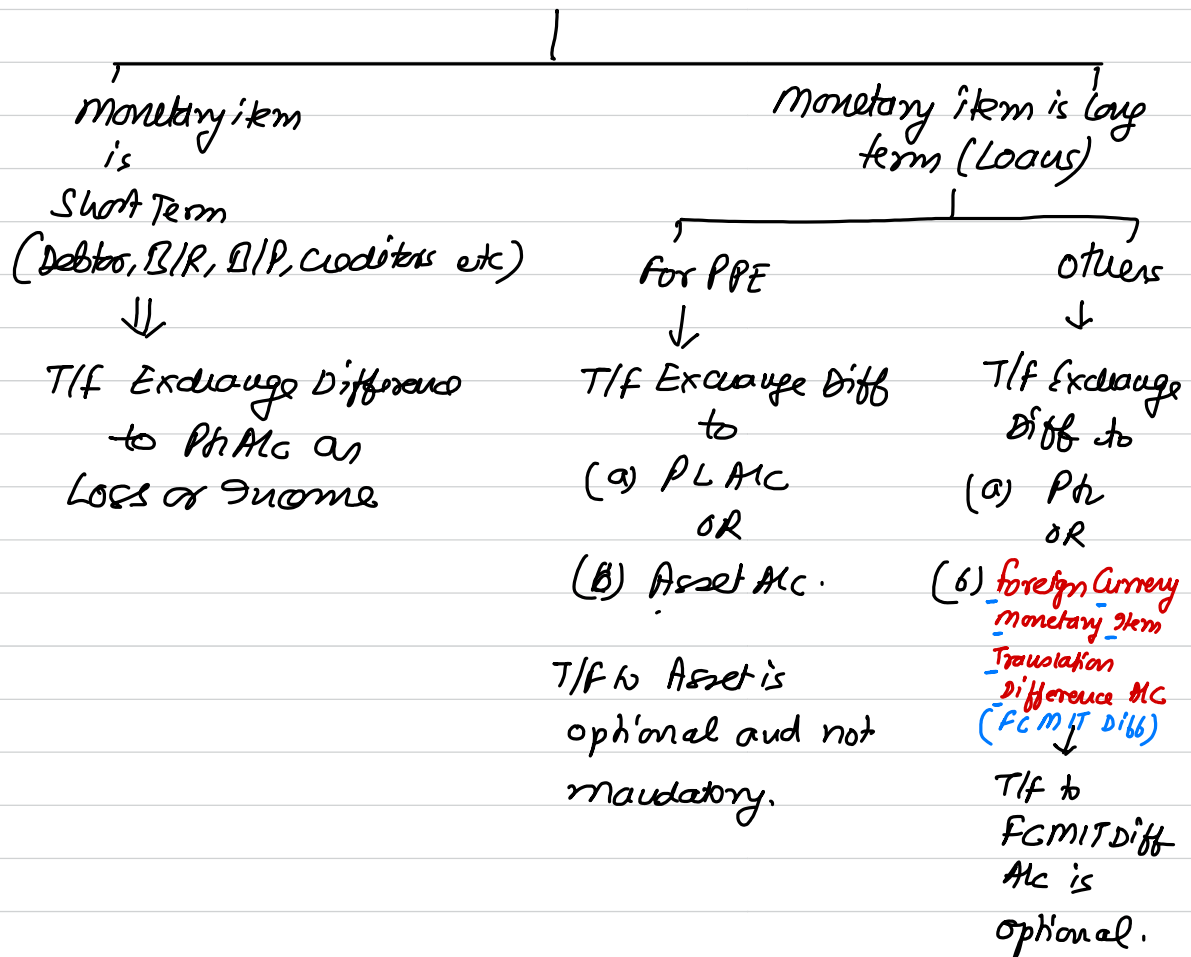 Monetary item
is
Short Term
(Debtor, B/R, B/P, Creditors etc)
⇓
T/f Exchange Difference
to P/L A/c as
Loss or Income
Monetary item is long
term (Loans)
for PPE
↓
T/f Exchange Diff
to
(a) PL A/C
OR
(b) Asset A/c.
T/f to Asset is
optional and not
mandatory.
others
↓
T/f Exchange
Diff to
(a) P/L
OR
(b) Foreign Currency
Monetary Item
Translation
Difference A/C
(FCMIT Diff)
↓
T/f to
FCMIT Diff
A/c is
optional.